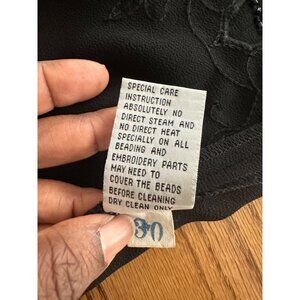 SPECIAL CARE
INSTRUCTION
ABSOLUTELY NO
DIRECT STEAM AND
NO DIRECT HEAT
SPECIALLY ON ALL
BEADING AND
EMBROIDERY PARTS
MAY NEED TO
COVER THE BEADS
BEFORE CLEANING
DRY CLEAN ONLY